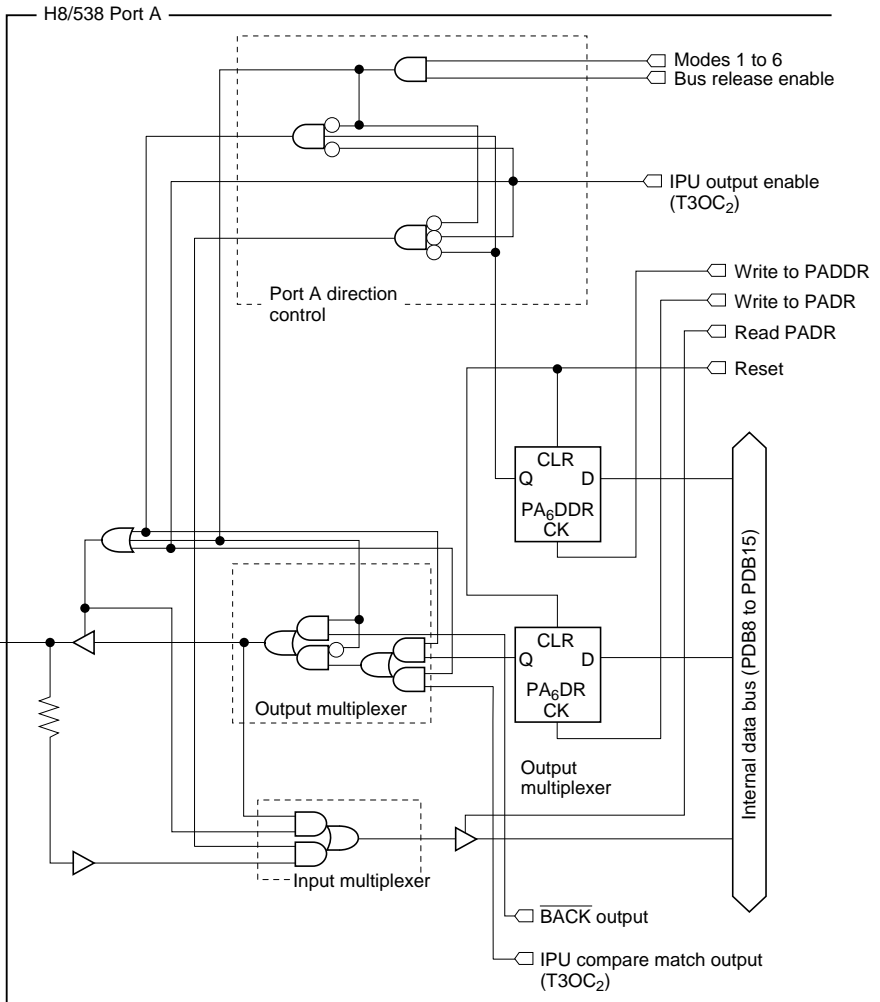 H8/538 Port A
Modes 1 to 6
Bus release enable
IPU output enable
(T3OC₂)
Port A direction
control
Write to PADDR
Write to PADR
Read PADR
Reset
CLR
Q D
PA₆DDR
CK
CLR
Q D
PA₆DR
CK
Internal data bus (PDB8 to PDB15)
Output multiplexer
Output
multiplexer
Input multiplexer
B̅A̅C̅K̅ output
IPU compare match output
(T3OC₂)